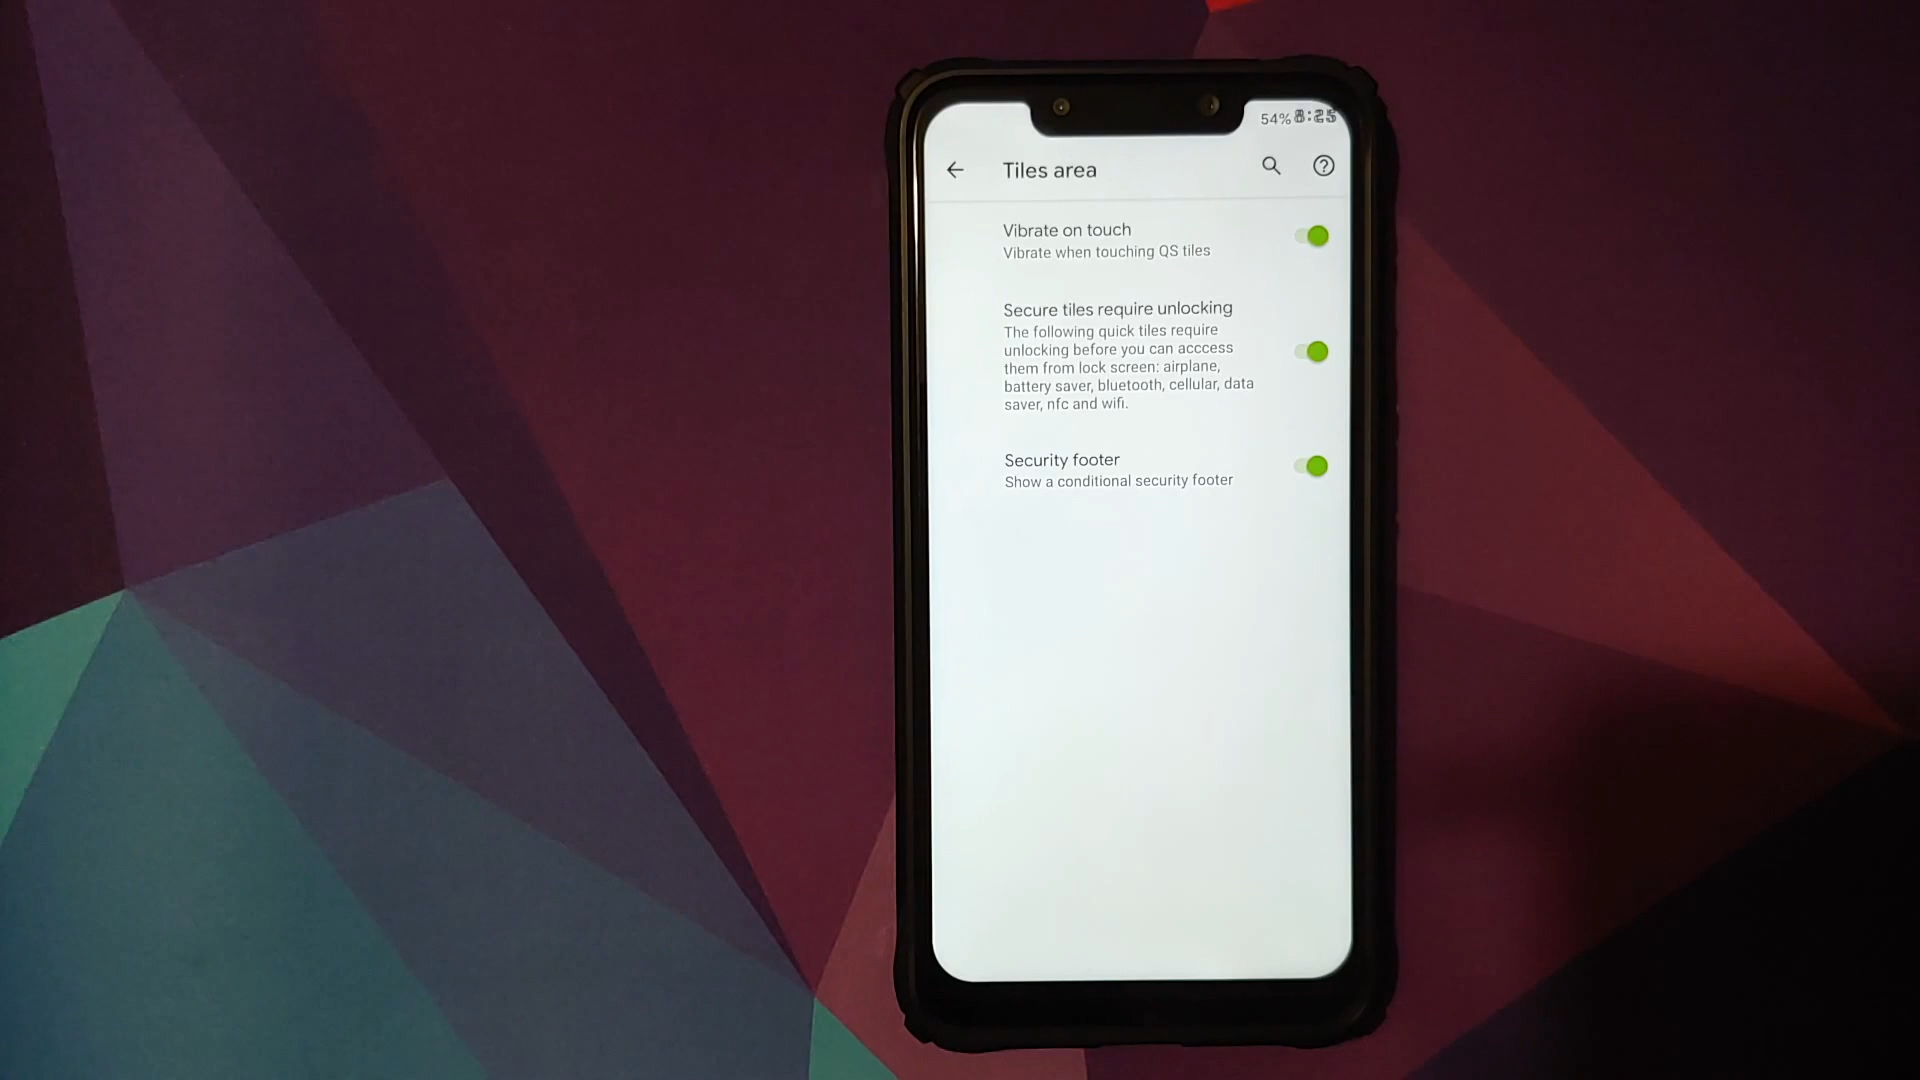 54% 8:25
Tiles area
Vibrate on touch
Vibrate when touching QS tiles
Secure tiles require unlocking
The following quick tiles require
unlocking before you can acccess
them from lock screen: airplane,
battery saver, bluetooth, cellular, data
saver, nfc and wifi.
Security footer
Show a conditional security footer